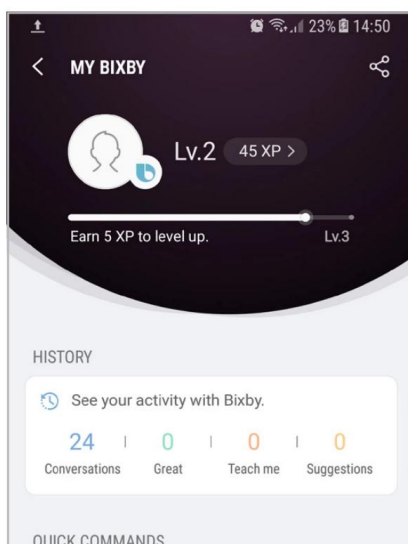 23% 14:50
MY BIXBY
Lv.2 45 XP >
Earn 5 XP to level up. Lv.3
HISTORY
See your activity with Bixby.
24 0 0 0
Conversations Great Teach me Suggestions
QUICK COMMANDS